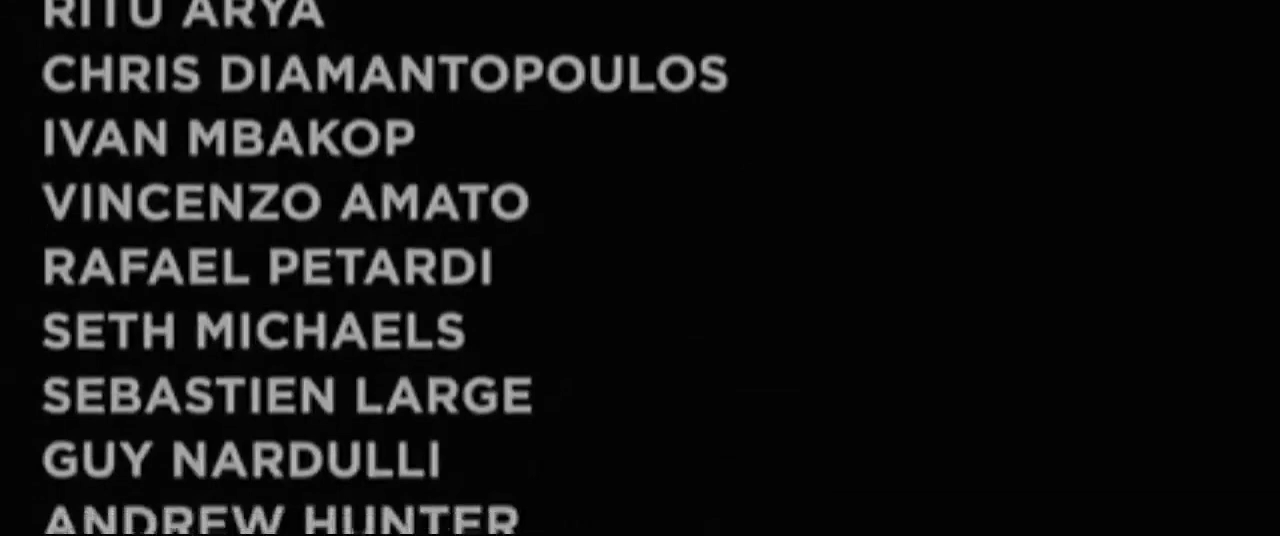 RITU ARYA
CHRIS DIAMANTOPOULOS
IVAN MBAKOP
VINCENZO AMATO
RAFAEL PETARDI
SETH MICHAELS
SEBASTIEN LARGE
GUY NARDULLI
ANDREW HUNTER